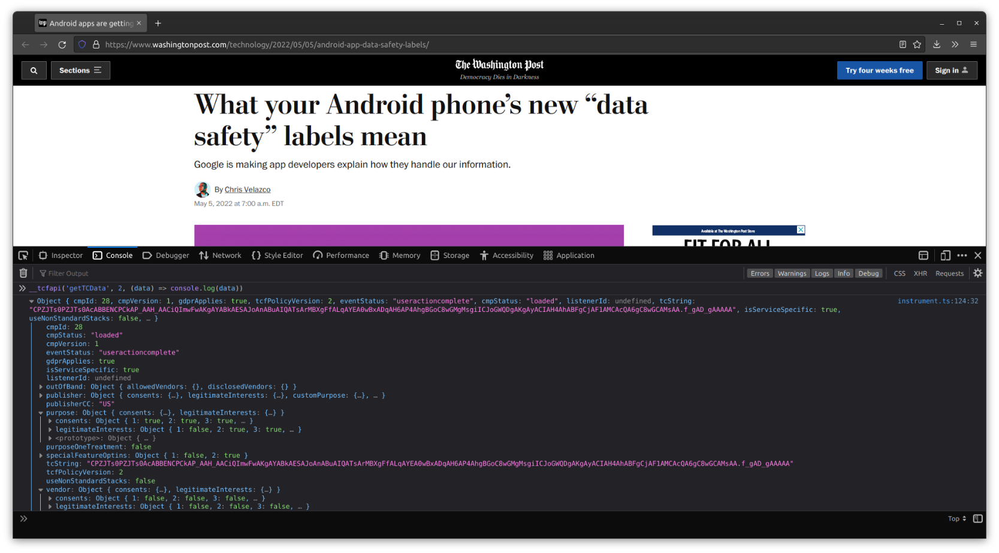 Android apps are getting
https://www.washingtonpost.com/technology/2022/05/05/android-app-data-safety-labels/
Sections
The Washington Post
Democracy Dies in Darkness
Try four weeks free
Sign in
What your Android phone’s new “data
safety” labels mean
Google is making app developers explain how they handle our information.
By Chris Velazco
May 5, 2022 at 7:00 a.m. EDT
Available at The Washington Post Store
FIT FOR ALL
Inspector Console Debugger Network Style Editor Performance Memory Storage Accessibility Application
Filter Output
Errors Warnings Logs Info Debug CSS XHR Requests
__tcfapi('getTCData', 2, (data) => console.log(data))
Object { cmpId: 28, cmpVersion: 1, gdprApplies: true, tcfPolicyVersion: 2, eventStatus: "useractioncomplete", cmpStatus: "loaded", listenerId: undefined, tcString: instrument.ts:124:32
"CPZJTs0PZJTs0AcABBENCPCkAP_AAH_AACiQImwFwAKgAYABkAESAJoAnABuAIQATsArMBXgFfALqAYEA0wBxADqAH6AP4AhgBGoC8wGMgMsgiICJoGWQDgAKgAyACIAH4AhABFgCjAF1AMCAcQA6gC8wGCAMsAA.f_gAD_gAAAAA", isServiceSpecific: true,
useNonStandardStacks: false, … }
cmpId: 28
cmpStatus: "loaded"
cmpVersion: 1
eventStatus: "useractioncomplete"
gdprApplies: true
isServiceSpecific: true
listenerId: undefined
outOfBand: Object { allowedVendors: {}, disclosedVendors: {} }
publisher: Object { consents: {…}, legitimateInterests: {…}, customPurpose: {…}, … }
publisherCC: "US"
purpose: Object { consents: {…}, legitimateInterests: {…} }
consents: Object { 1: true, 2: true, 3: true, … }
legitimateInterests: Object { 1: false, 2: true, 3: true, … }
<prototype>: Object { … }
purposeOneTreatment: false
specialFeatureOptins: Object { 1: false, 2: true }
tcString: "CPZJTs0PZJTs0AcABBENCPCkAP_AAH_AACiQImwFwAKgAYABkAESAJoAnABuAIQATsArMBXgFfALqAYEA0wBxADqAH6AP4AhgBGoC8wGMgMsgiICJoGWQDgAKgAyACIAH4AhABFgCjAF1AMCAcQA6gC8wGCAMsAA.f_gAD_gAAAAA"
tcfPolicyVersion: 2
useNonStandardStacks: false
vendor: Object { consents: {…}, legitimateInterests: {…} }
consents: Object { 1: false, 2: false, 3: false, … }
legitimateInterests: Object { 1: false, 2: false, 3: false, … }
Top